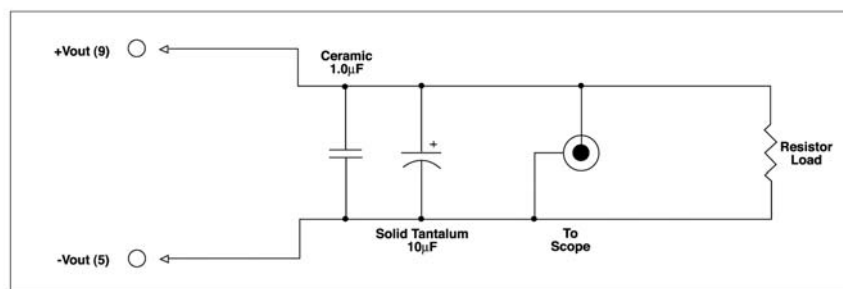 +Vout (9)
Ceramic
1.0µF
+
Resistor
Load
Solid Tantalum
10µF
To
Scope
-Vout (5)